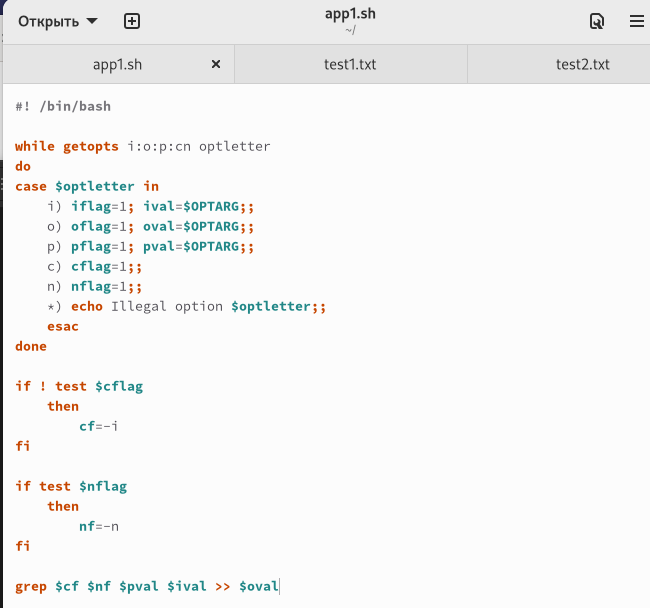 Открыть
app1.sh
~/
app1.sh
test1.txt
test2.txt
#! /bin/bash
while getopts i:o:p:cn optletter
do
case $optletter in
    i) iflag=1; ival=$OPTARG;;
    o) oflag=1; oval=$OPTARG;;
    p) pflag=1; pval=$OPTARG;;
    c) cflag=1;;
    n) nflag=1;;
    *) echo Illegal option $optletter;;
    esac
done
if ! test $cflag
    then
        cf=-i
fi
if test $nflag
    then
        nf=-n
fi
grep $cf $nf $pval $ival >> $oval